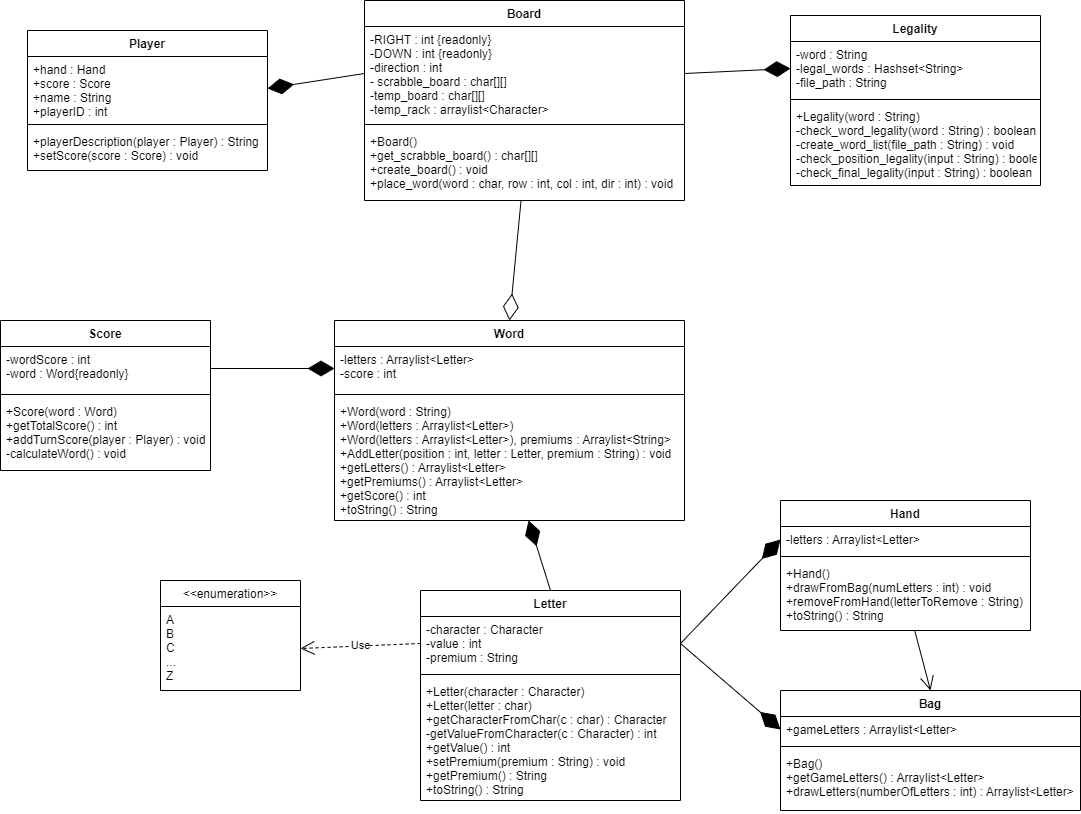 Player
+hand : Hand
+score : Score
+name : String
+playerID : int
+playerDescription(player : Player) : String
+setScore(score : Score) : void
Board
-RIGHT : int {readonly}
-DOWN : int {readonly}
-direction : int
- scrabble_board : char[][]
-temp_board : char[][]
-temp_rack : arraylist<Character>
+Board()
+get_scrabble_board() : char[][]
+create_board() : void
+place_word(word : char, row : int, col : int, dir : int) : void
Legality
-word : String
-legal_words : Hashset<String>
-file_path : String
+Legality(word : String)
-check_word_legality(word : String) : boolean
-create_word_list(file_path : String) : void
-check_position_legality(input : String) : boole
-check_final_legality(input : String) : boolean
Score
-wordScore : int
-word : Word{readonly}
+Score(word : Word)
+getTotalScore() : int
+addTurnScore(player : Player) : void
-calculateWord() : void
Word
-letters : Arraylist<Letter>
-score : int
+Word(word : String)
+Word(letters : Arraylist<Letter>)
+Word(letters : Arraylist<Letter>), premiums : Arraylist<String>
+AddLetter(position : int, letter : Letter, premium : String) : void
+getLetters() : Arraylist<Letter>
+getPremiums() : Arraylist<Letter>
+getScore() : int
+toString() : String
Hand
-letters : Arraylist<Letter>
+Hand()
+drawFromBag(numLetters : int) : void
+removeFromHand(letterToRemove : String)
+toString() : String
<<enumeration>>
A
B
C
...
Z
Use
Letter
-character : Character
-value : int
-premium : String
+Letter(character : Character)
+Letter(letter : char)
+getCharacterFromChar(c : char) : Character
-getValueFromCharacter(c : Character) : int
+getValue() : int
+setPremium(premium : String) : void
+getPremium() : String
+toString() : String
Bag
+gameLetters : Arraylist<Letter>
+Bag()
+getGameLetters() : Arraylist<Letter>
+drawLetters(numberOfLetters : int) : Arraylist<Letter>